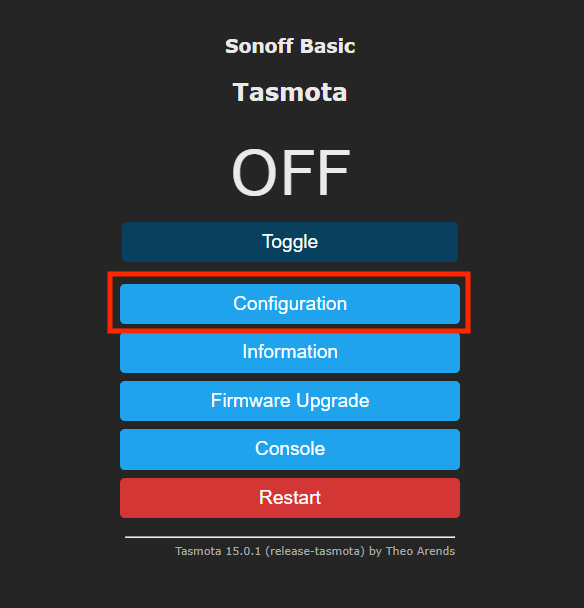 Sonoff Basic
Tasmota
OFF
Toggle
Configuration
Information
Firmware Upgrade
Console
Restart
Tasmota 15.0.1 (release-tasmota) by Theo Arends